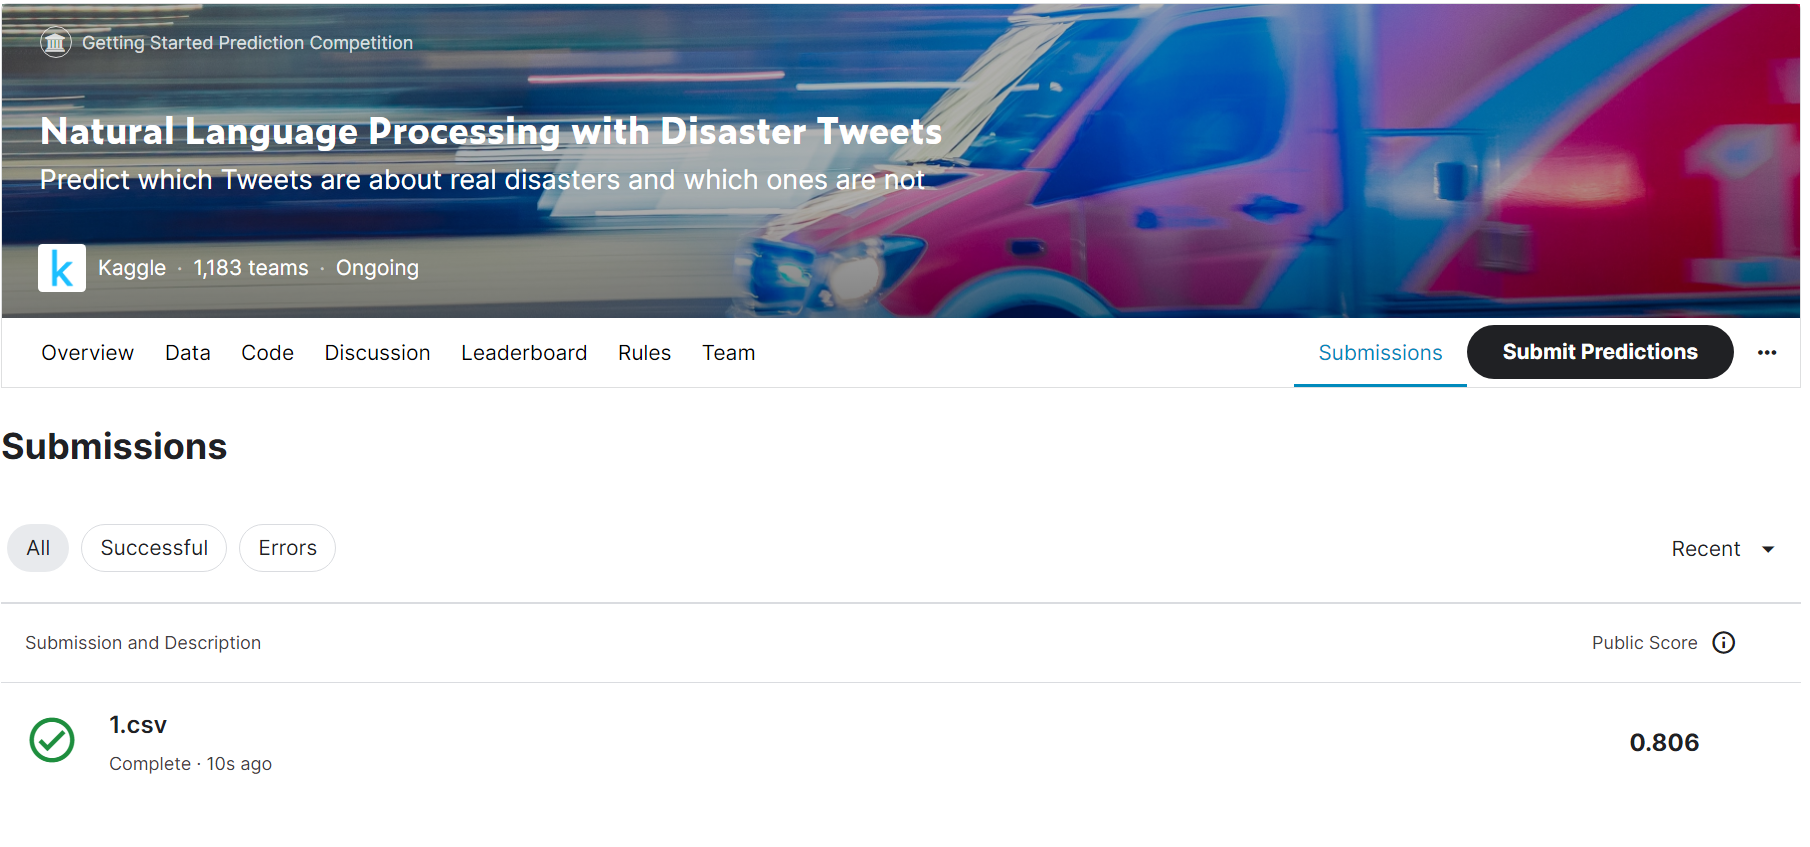 Getting Started Prediction Competition
Natural Language Processing with Disaster Tweets
Predict which Tweets are about real disasters and which ones are not
k
Kaggle · 1,183 teams · Ongoing
Overview Data Code Discussion Leaderboard Rules Team Submissions Submit Predictions ...
Submissions
All Successful Errors Recent
Submission and Description Public Score
1.csv
Complete · 10s ago
0.806